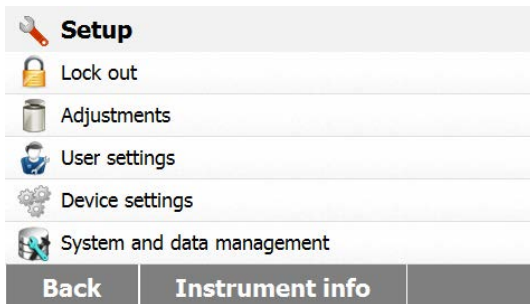 Setup
Lock out
Adjustments
User settings
Device settings
System and data management
Back Instrument info